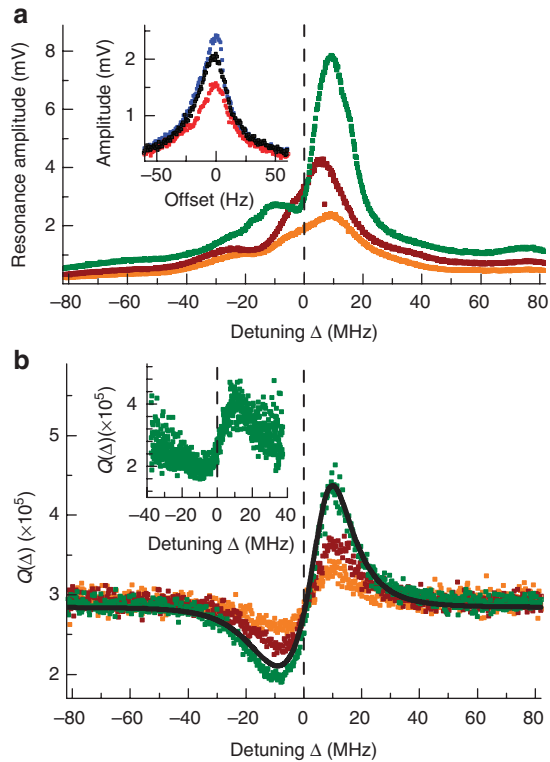 a
Resonance amplitude (mV)
8
6
4
2
Amplitude (mV)
2
1
−50 0 50
Offset (Hz)
−80 −60 −40 −20 0 20 40 60 80
Detuning Δ (MHz)
b
Q(Δ) (×10⁵)
5
4
3
2
Q(Δ)(×10⁵)
4
2
−40 −20 0 20 40
Detuning Δ (MHz)
−80 −60 −40 −20 0 20 40 60 80
Detuning Δ (MHz)